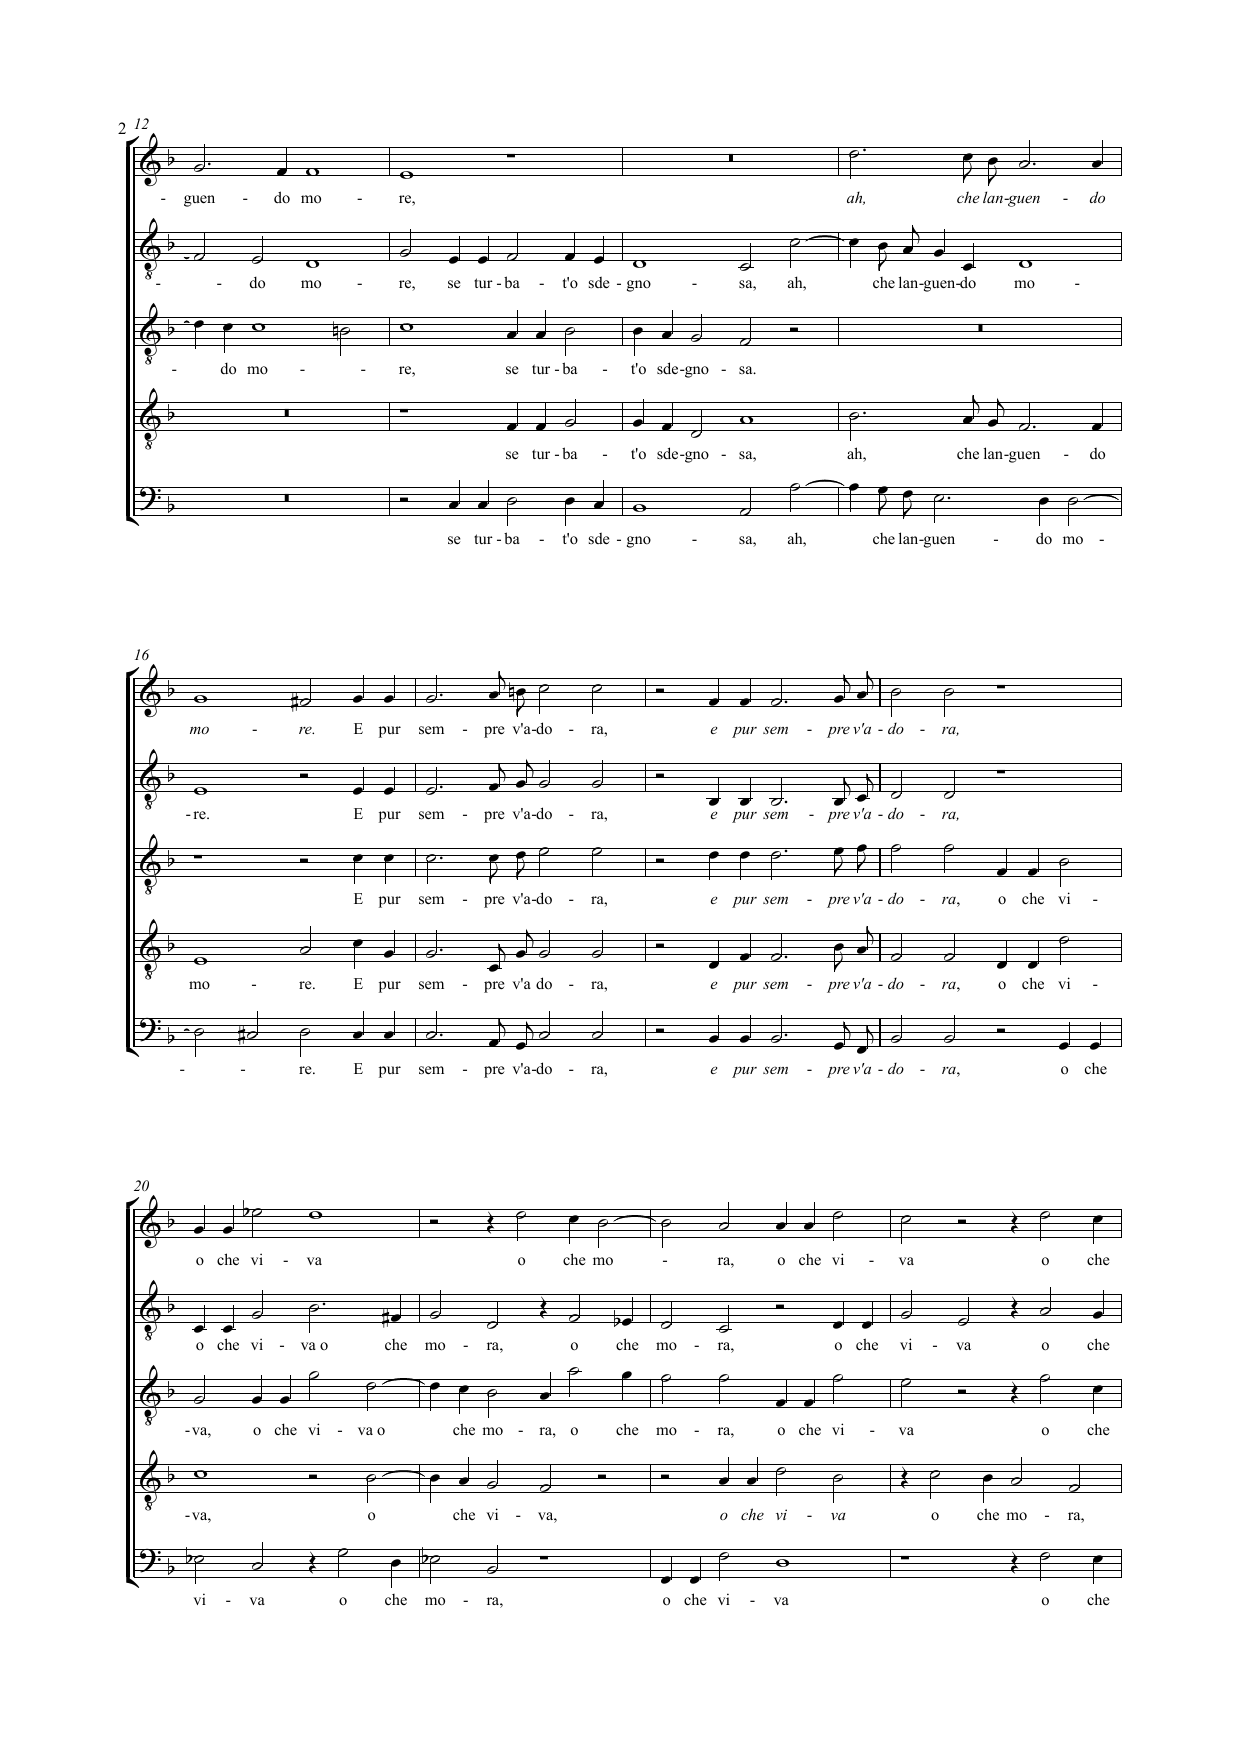 2 12
- guen - do mo - re, ah, che lan-guen - do
- - do mo - re, se tur-ba - t'o sde-gno - sa, ah, che lan-guen-do mo -
- do mo - - re, se tur-ba - t'o sde-gno - sa.
se tur-ba - t'o sde-gno - sa, ah, che lan-guen - do
se tur-ba - t'o sde-gno - sa, ah, che lan-guen - do mo -
16
mo - re. E pur sem - pre v'a-do - ra, e pur sem - pre v'a-do - ra,
-re. E pur sem - pre v'a-do - ra, e pur sem - pre v'a-do - ra,
E pur sem - pre v'a-do - ra, e pur sem - pre v'a-do - ra, o che vi -
mo - re. E pur sem - pre v'a do - ra, e pur sem - pre v'a-do - ra, o che vi -
- - re. E pur sem - pre v'a-do - ra, e pur sem - pre v'a-do - ra, o che
20
o che vi - va o che mo - ra, o che vi - va o che
o che vi - va o che mo - ra, o che mo - ra, o che vi - va o che
-va, o che vi - va o che mo - ra, o che mo - ra, o che vi - va o che
-va, o che vi - va, o che vi - va o che mo - ra,
vi - va o che mo - ra, o che vi - va o che